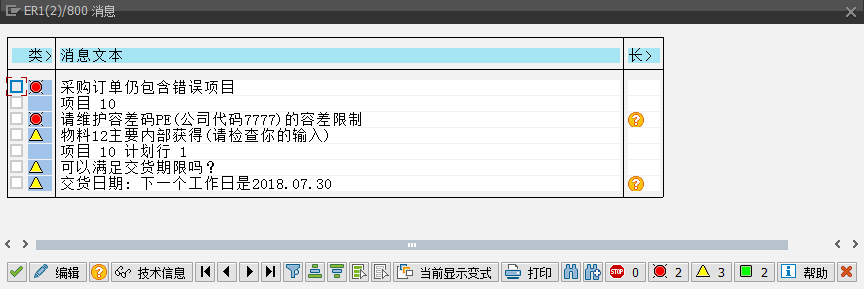 ER1(2)/800 消息
类> 消息文本 长>
采购订单仍包含错误项目
项目 10
请维护容差码PE(公司代码7777)的容差限制
物料12主要内部获得(请检查你的输入)
项目 10 计划行 1
可以满足交货期限吗?
交货日期: 下一个工作日是2018.07.30
编辑 技术信息 当前显示变式 打印 STOP 0 2 3 2 帮助